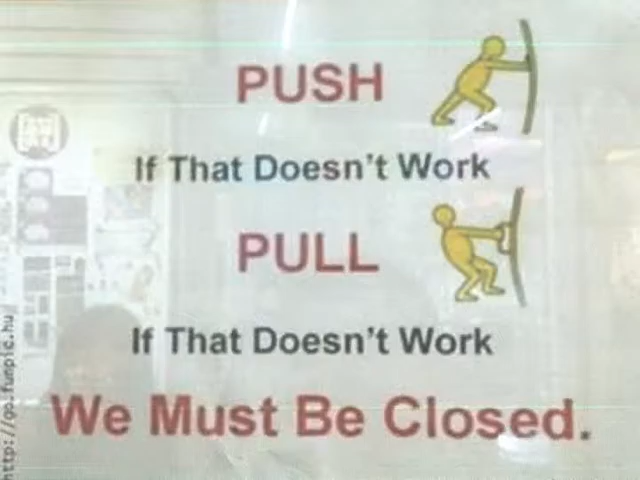 PUSH
If That Doesn't Work
PULL
If That Doesn't Work
We Must Be Closed.
http://go.funpic.hu